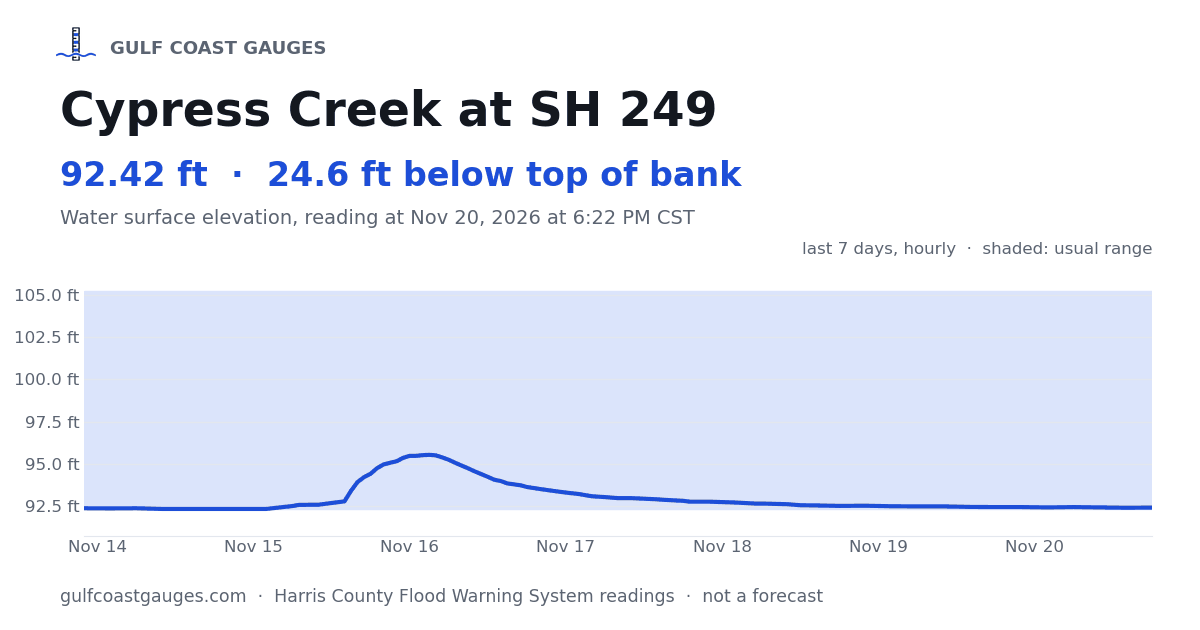 GULF COAST GAUGES
Cypress Creek at SH 249
92.42 ft · 24.6 ft below top of bank
Water surface elevation, reading at Nov 20, 2026 at 6:22 PM CST
last 7 days, hourly · shaded: usual range
105.0 ft
102.5 ft
100.0 ft
97.5 ft
95.0 ft
92.5 ft
Nov 14 Nov 15 Nov 16 Nov 17 Nov 18 Nov 19 Nov 20
gulfcoastgauges.com · Harris County Flood Warning System readings · not a forecast